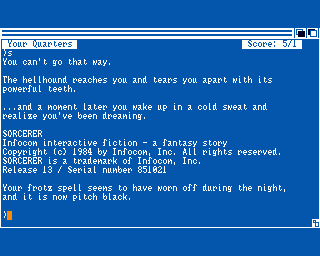 Your Quarters Score: 5/1
>s
You can't go that way.
The hellhound reaches you and tears you apart with its
powerful teeth.
...and a moment later you wake up in a cold sweat and
realize you've been dreaming.
SORCERER
Infocom interactive fiction - a fantasy story
Copyright (c) 1984 by Infocom, Inc. All rights reserved.
SORCERER is a trademark of Infocom, Inc.
Release 13 / Serial number 851021
Your frotz spell seems to have worn off during the night,
and it is now pitch black.
>